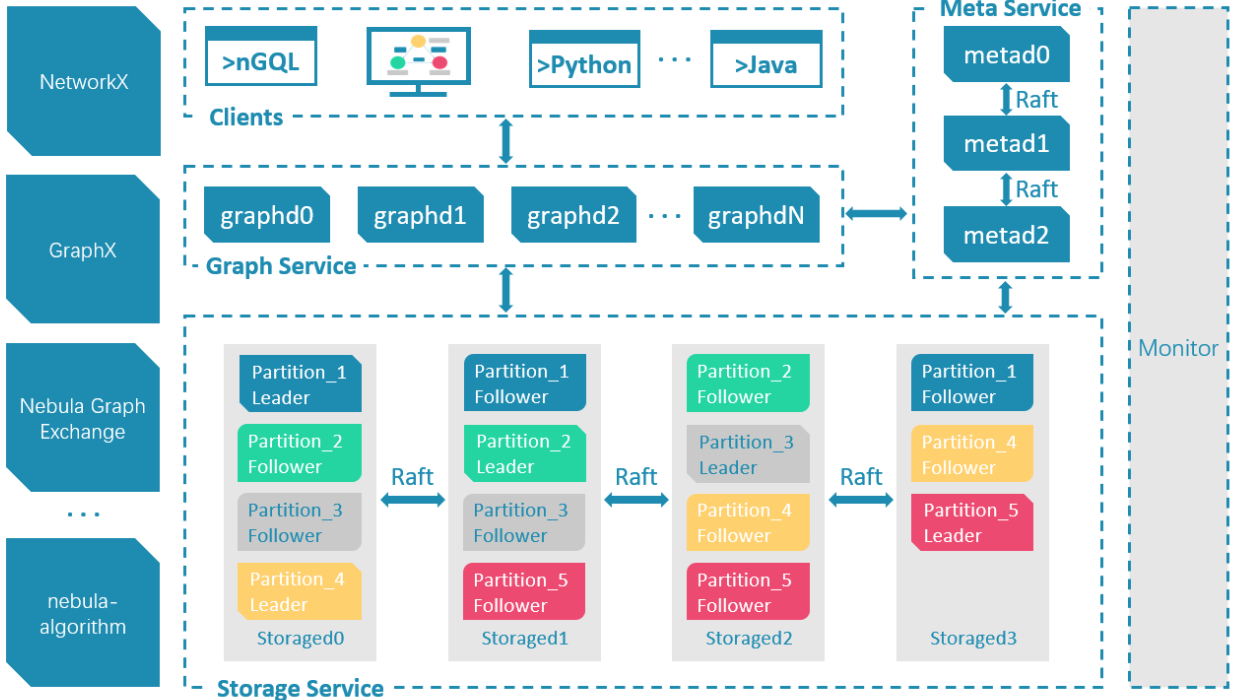 NetworkX
GraphX
Nebula Graph
Exchange
...
nebula-
algorithm
>nGQL
>Python
...
>Java
Clients
graphd0
graphd1
graphd2
...
graphdN
Graph Service
Meta Service
metad0
Raft
metad1
Raft
metad2
Partition_1
Leader
Partition_2
Follower
Partition_3
Follower
Partition_4
Leader
Storaged0
Raft
Partition_1
Follower
Partition_2
Leader
Partition_3
Follower
Partition_5
Follower
Storaged1
Raft
Partition_2
Follower
Partition_3
Leader
Partition_4
Follower
Partition_5
Follower
Storaged2
Raft
Partition_1
Follower
Partition_4
Follower
Partition_5
Leader
Storaged3
Storage Service
Monitor